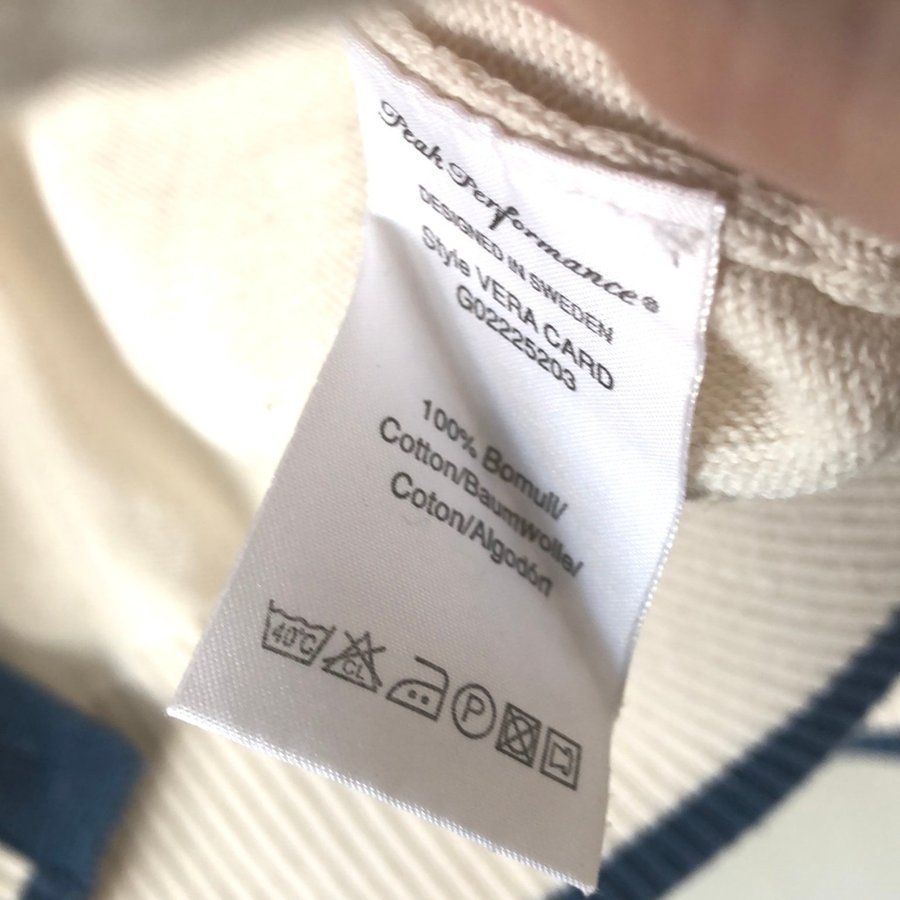 Peak Performance®
DESIGNED IN SWEDEN
Style VERA CARD
G02225203
100% Bomull/
Cotton/Baumwolle/
Coton/Algodón
40°C CL P